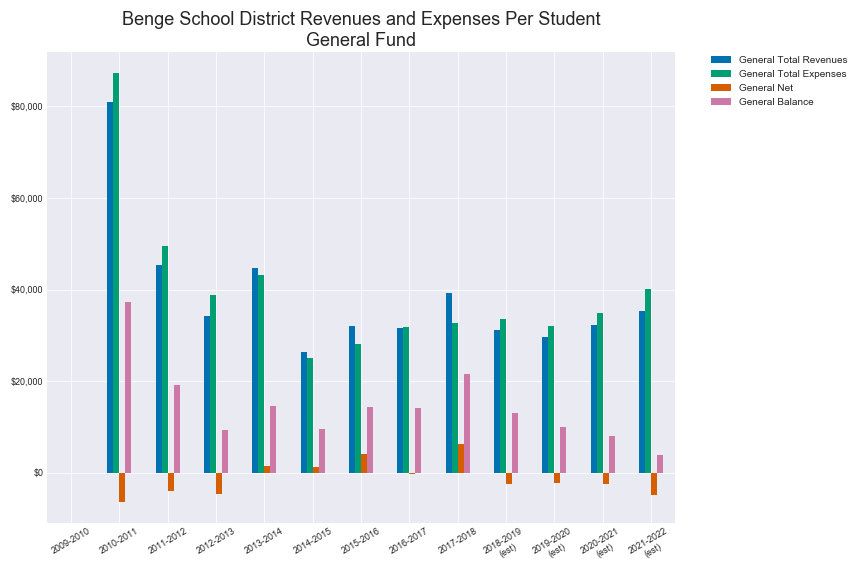 Benge School District Revenues and Expenses Per Student
General Fund
General Total Revenues
General Total Expenses
General Net
General Balance
$80,000
$60,000
$40,000
$20,000
$0
2009-2010
2010-2011
2011-2012
2012-2013
2013-2014
2014-2015
2015-2016
2016-2017
2017-2018
2018-2019
(est)
2019-2020
(est)
2020-2021
(est)
2021-2022
(est)